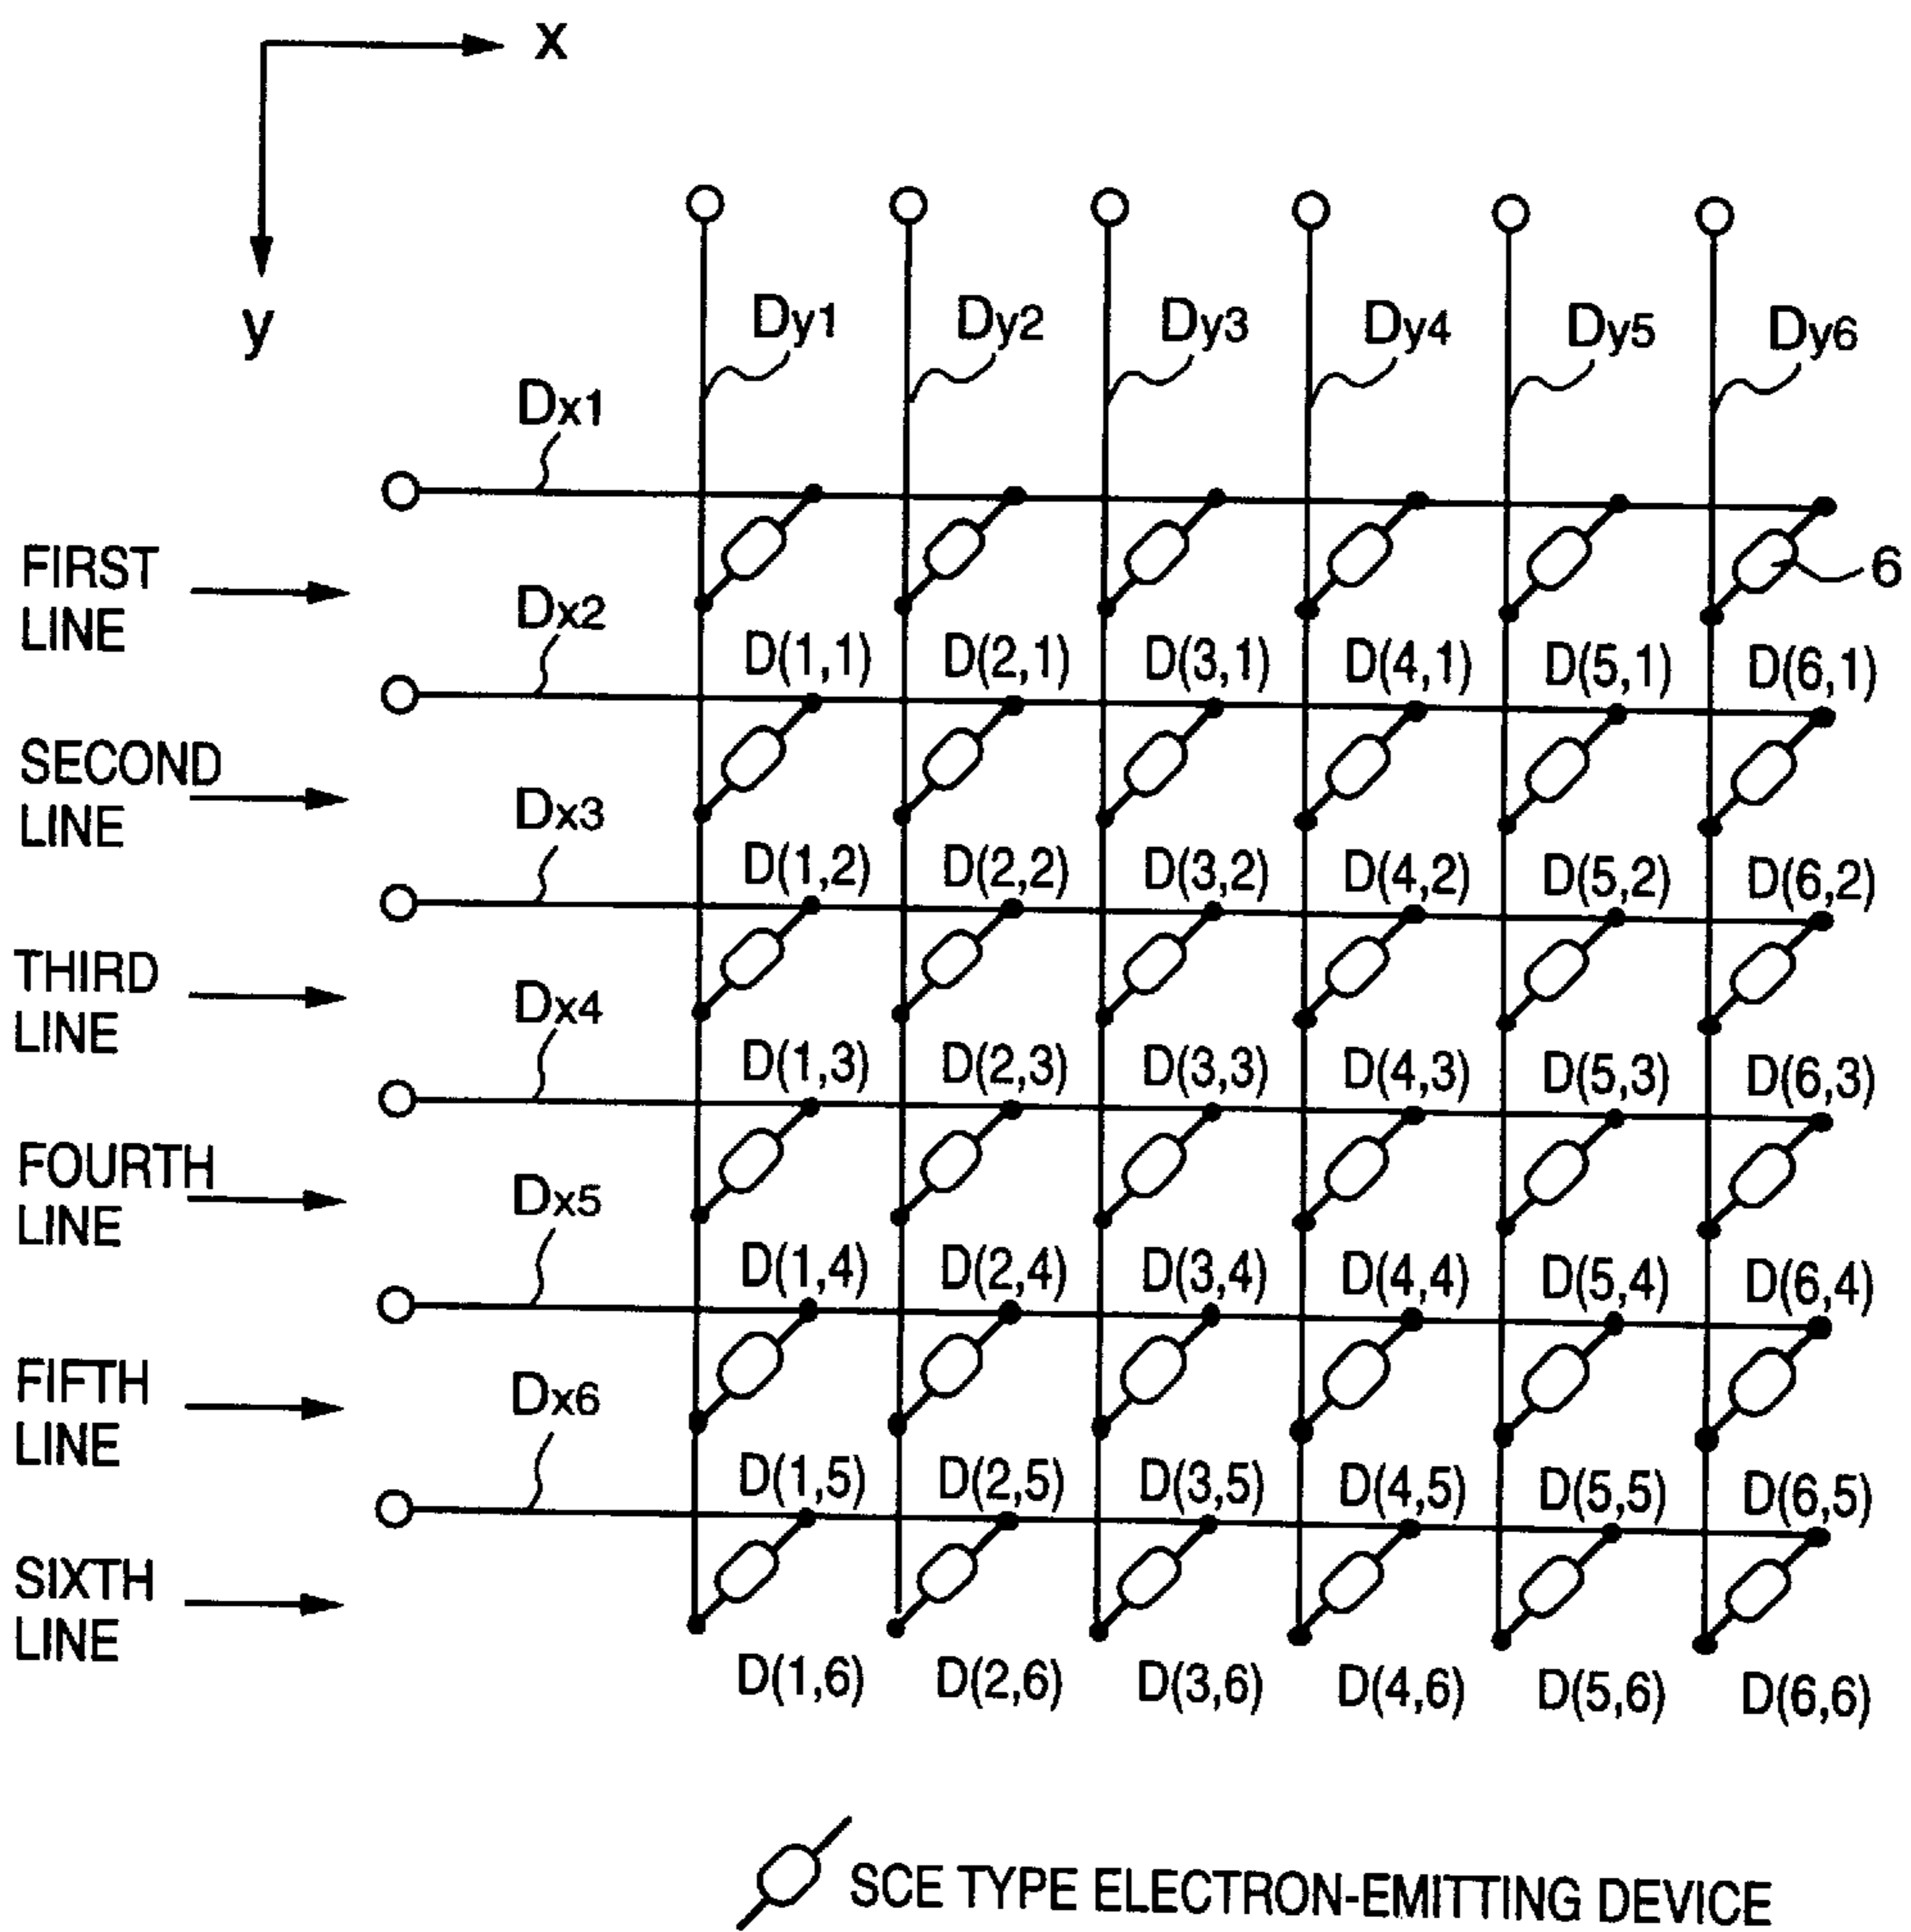 x
y
Dy1 Dy2 Dy3 Dy4 Dy5 Dy6
Dx1
FIRST
LINE
6
Dx2
D(1,1) D(2,1) D(3,1) D(4,1) D(5,1) D(6,1)
SECOND
LINE
Dx3
D(1,2) D(2,2) D(3,2) D(4,2) D(5,2) D(6,2)
THIRD
LINE
Dx4
D(1,3) D(2,3) D(3,3) D(4,3) D(5,3) D(6,3)
FOURTH
LINE
Dx5
D(1,4) D(2,4) D(3,4) D(4,4) D(5,4) D(6,4)
FIFTH
LINE
Dx6
D(1,5) D(2,5) D(3,5) D(4,5) D(5,5) D(6,5)
SIXTH
LINE
D(1,6) D(2,6) D(3,6) D(4,6) D(5,6) D(6,6)
SCE TYPE ELECTRON-EMITTING DEVICE